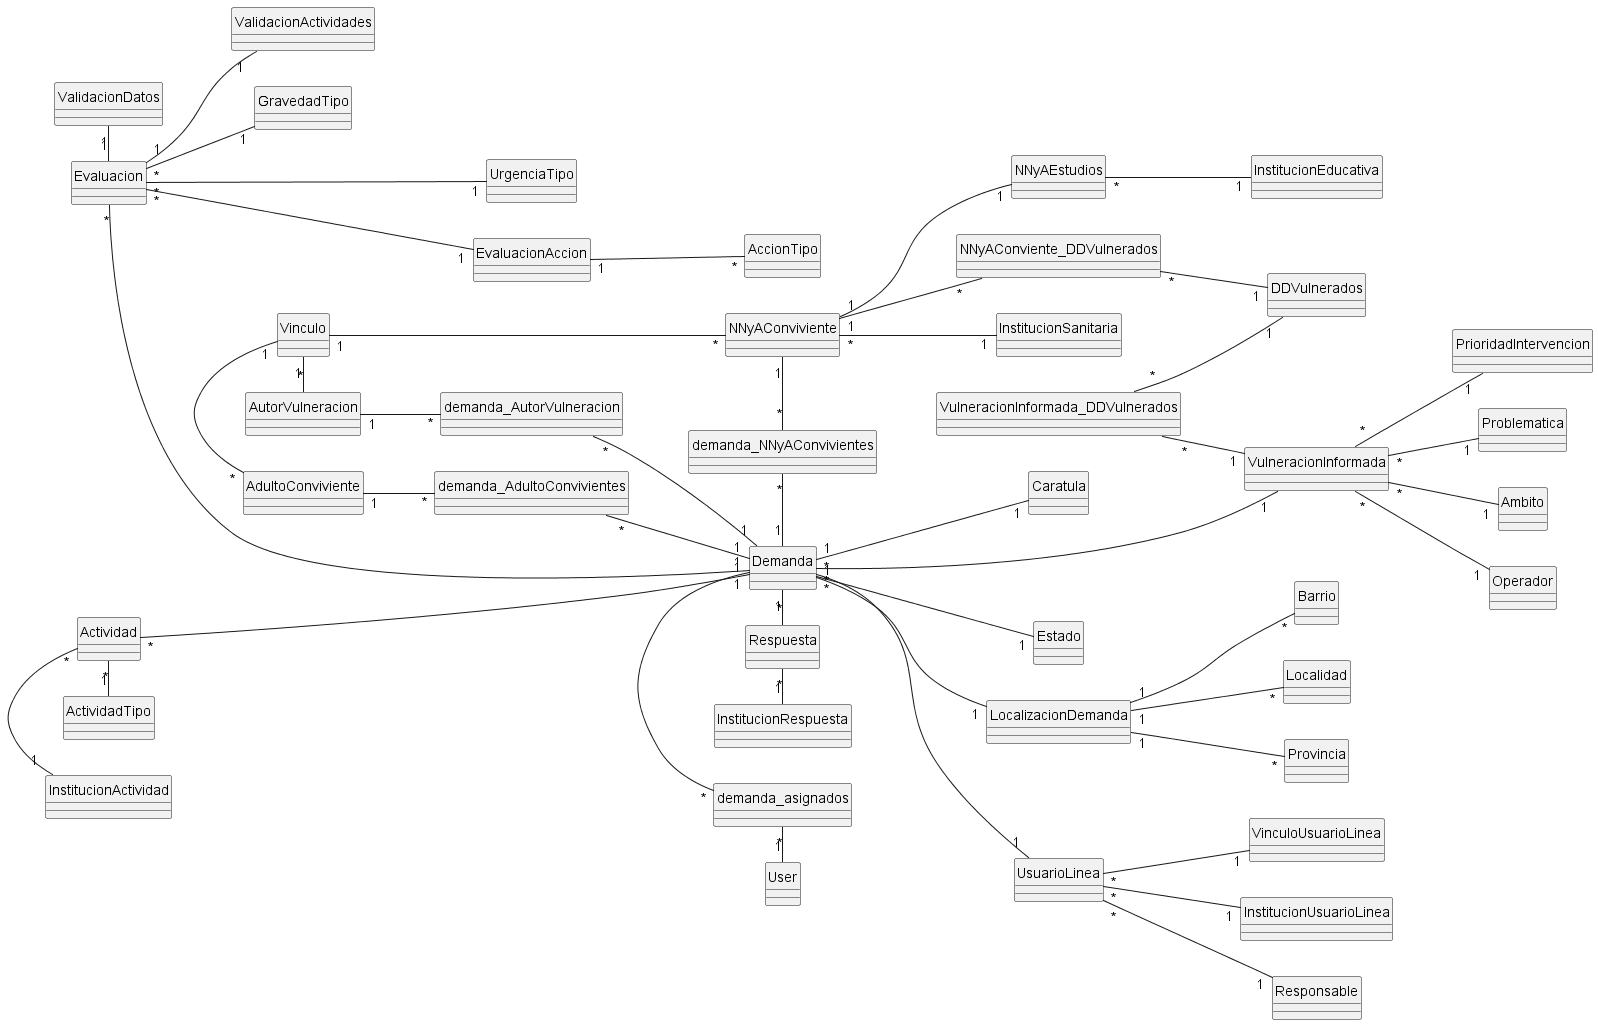 ValidacionActividades
1
ValidacionDatos
GravedadTipo
1
1
1
1
*
Evaluacion
UrgenciaTipo
*
*
1
*
EvaluacionAccion
1
1
AccionTipo
*
NNyAEstudios
1
*
InstitucionEducativa
1
NNyAConviente_DDVulnerados
*
*
DDVulnerados
1
1
Vinculo
1
1
1
*
NNyAConviviente
1
1
*
1
*
InstitucionSanitaria
1
PrioridadIntervencion
1
AutorVulneracion
1
demanda_AutorVulneracion
*
*
demanda_NNyAConvivientes
*
*
VulneracionInformada_DDVulnerados
*
*
Problematica
1
VulneracionInformada
1
1
*
*
*
*
Ambito
1
Operador
1
AdultoConviviente
*
1
demanda_AdultoConvivientes
*
*
Caratula
1
Demanda
1
1
1
1
1
1
1
*
*
Estado
1
Barrio
*
Actividad
*
*
*
ActividadTipo
1
InstitucionActividad
Respuesta
*
*
InstitucionRespuesta
1
LocalizacionDemanda
1
1
1
1
Localidad
*
Provincia
*
demanda_asignados
*
*
User
1
UsuarioLinea
1
*
*
*
VinculoUsuarioLinea
1
InstitucionUsuarioLinea
1
Responsable
1